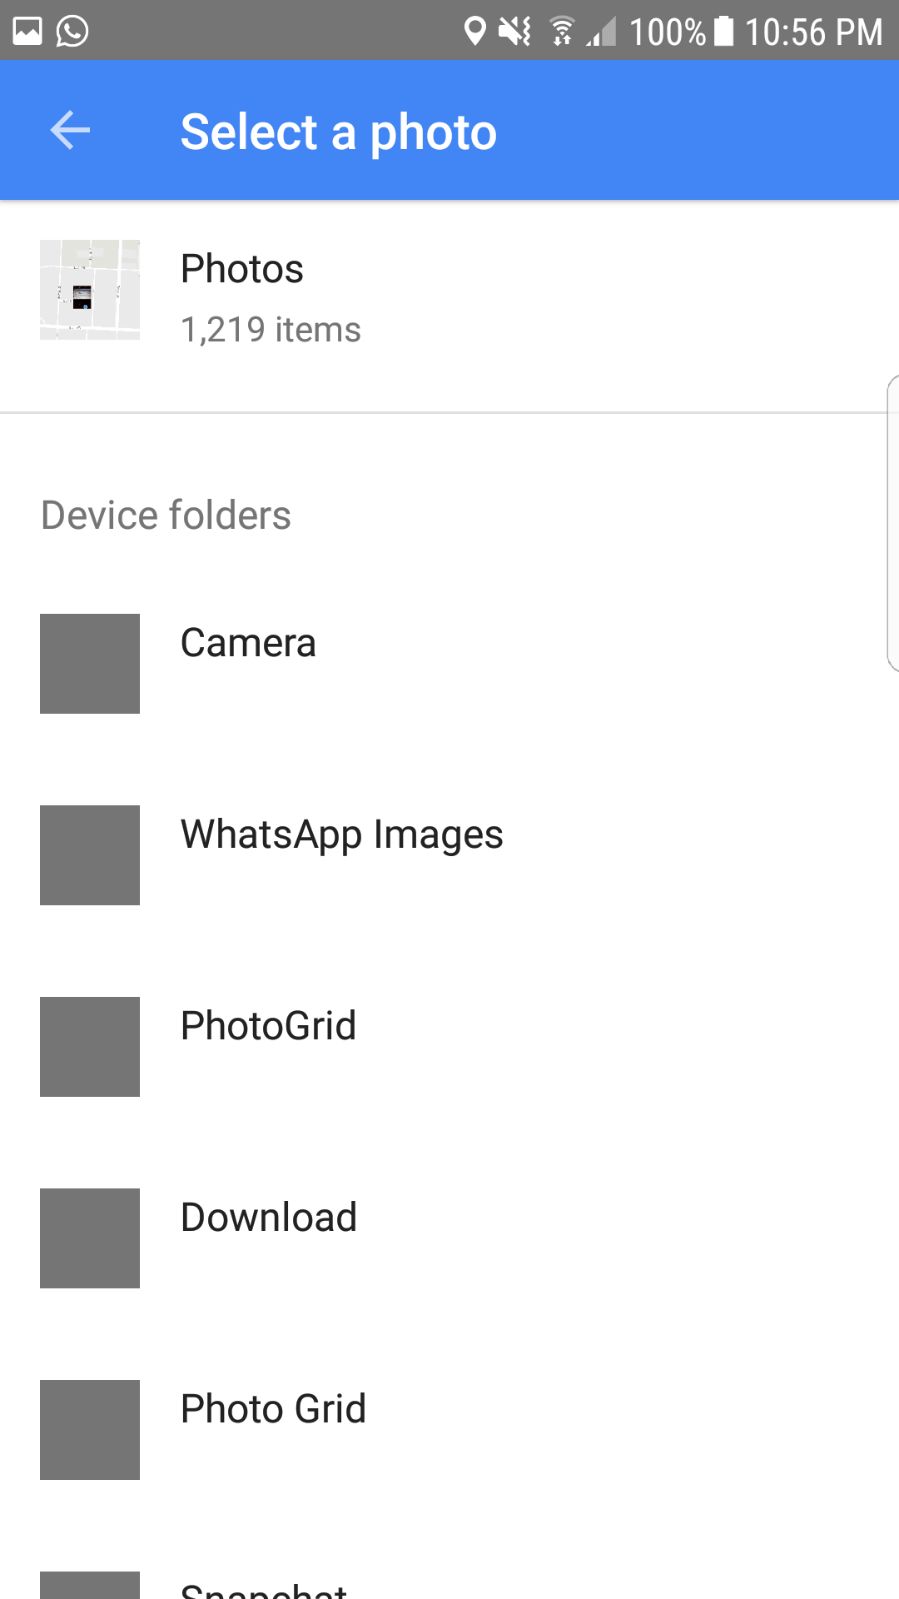 100% 10:56 PM
Select a photo
Photos
1,219 items
Device folders
Camera
WhatsApp Images
PhotoGrid
Download
Photo Grid
Snapchat